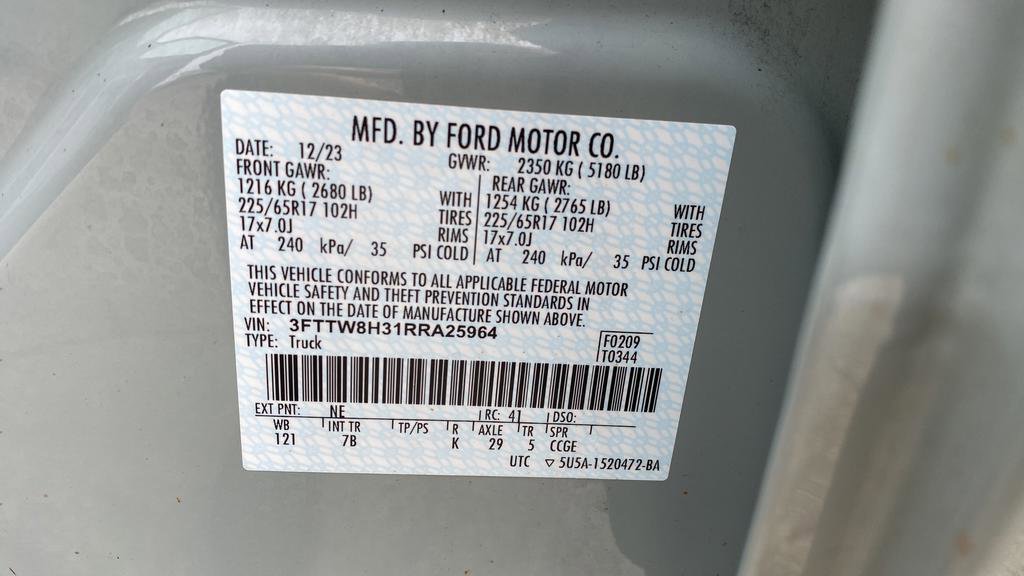 MFD. BY FORD MOTOR CO.
DATE: 12/23 GVWR: 2350 KG ( 5180 LB)
FRONT GAWR: REAR GAWR:
1216 KG ( 2680 LB) WITH 1254 KG ( 2765 LB) WITH
225/65R17 102H TIRES 225/65R17 102H TIRES
17x7.0J RIMS 17x7.0J RIMS
AT 240 kPa/ 35 PSI COLD AT 240 kPa/ 35 PSI COLD
THIS VEHICLE CONFORMS TO ALL APPLICABLE FEDERAL MOTOR
VEHICLE SAFETY AND THEFT PREVENTION STANDARDS IN
EFFECT ON THE DATE OF MANUFACTURE SHOWN ABOVE.
VIN: 3FTTW8H31RRA25964
TYPE: Truck F0209
T0344
EXT PNT: NE RC: 41 DSO:
WB INT TR TP/PS R AXLE TR SPR
121 7B K 29 5 CCGE
UTC ▽ 5U5A-1520472-BA